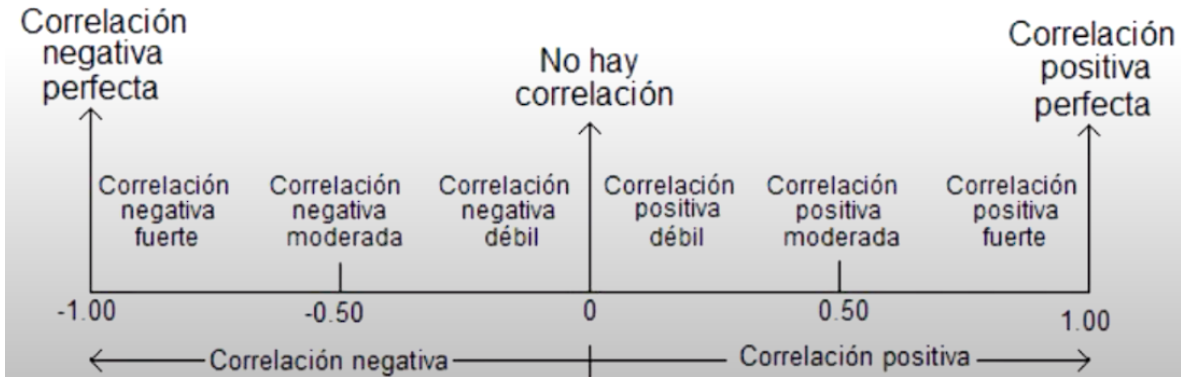 Correlación
negativa
perfecta
No hay
correlación
Correlación
positiva
perfecta
Correlación
negativa
fuerte
Correlación
negativa
moderada
Correlación
negativa
débil
Correlación
positiva
débil
Correlación
positiva
moderada
Correlación
positiva
fuerte
-1.00
-0.50
0
0.50
1.00
Correlación negativa
Correlación positiva